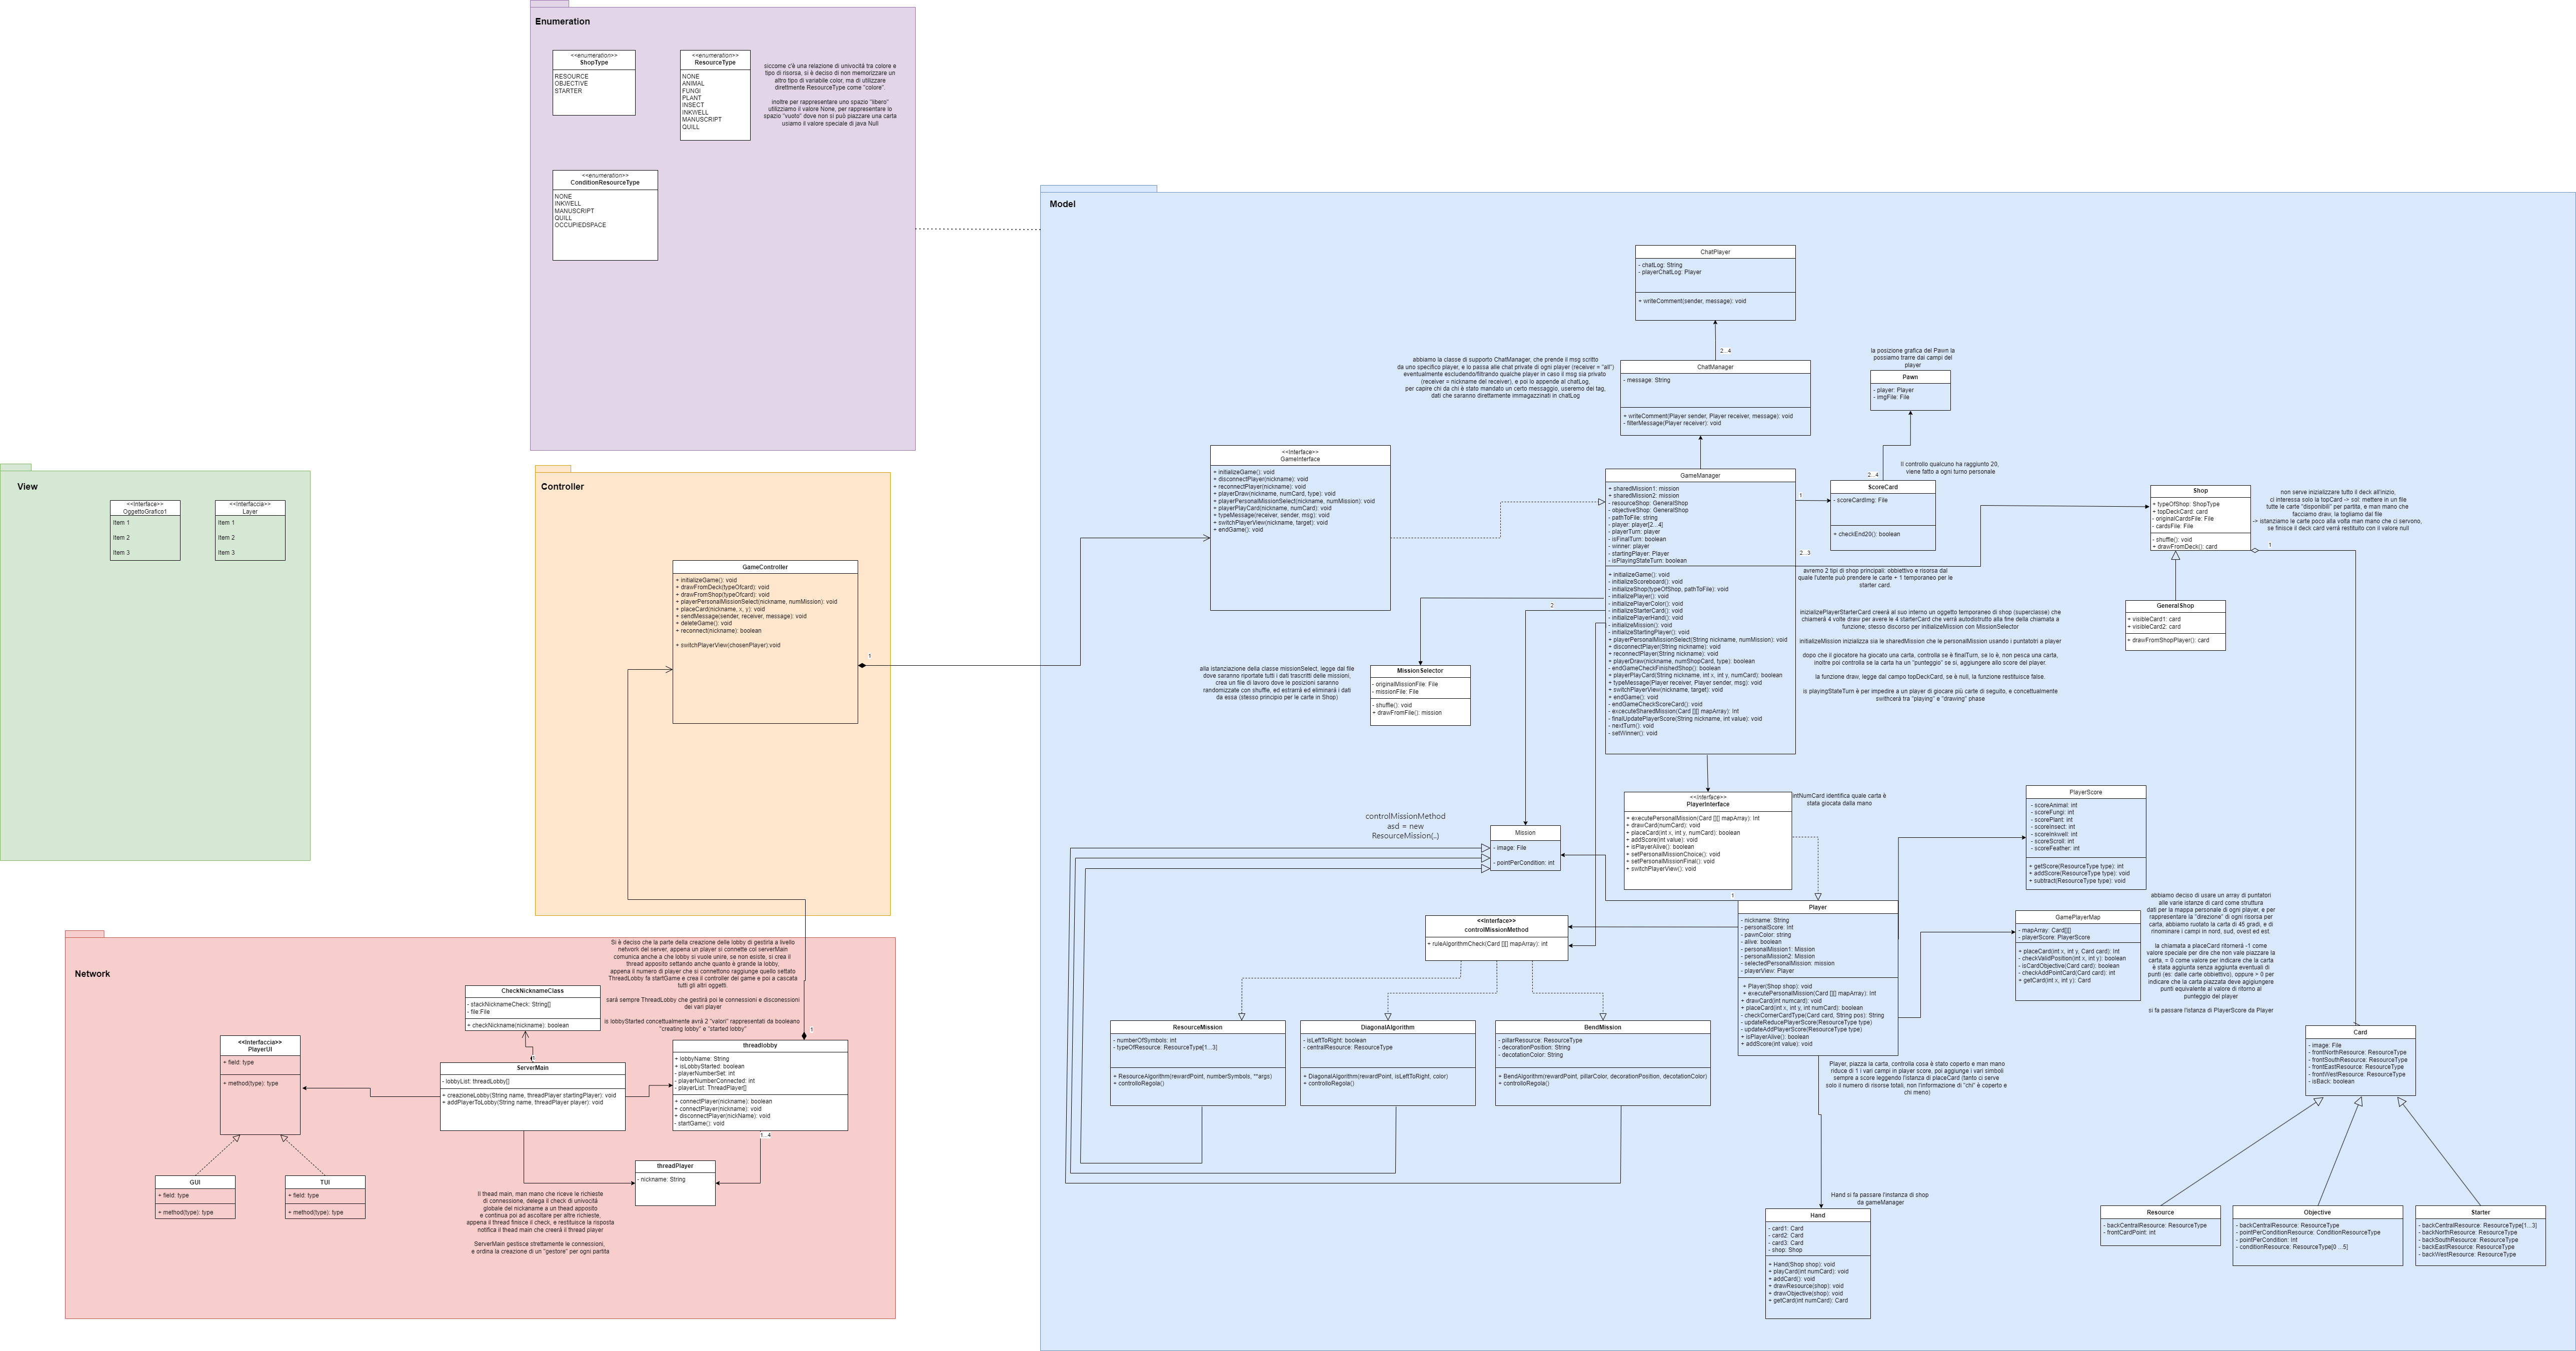 Enumeration
<<enumeration>>
ShopType
RESOURCE
OBJECTIVE
STARTER
<<enumeration>>
ResourceType
NONE
ANIMAL
FUNGI
PLANT
INSECT
INKWELL
MANUSCRIPT
QUILL
siccome c'è una relazione di univocità tra colore e
tipo di risorsa, si è deciso di non memorizzare un
altro tipo di variabile color, ma di utilizzare
direttmente ResourceType come "colore".
inoltre per rappresentare uno spazio "libero"
utilizziamo il valore None, per rappresentare lo
spazio "vuoto" dove non si può piazzare una carta
usiamo il valore speciale di java Null
<<enumeration>>
ConditionResourceType
NONE
INKWELL
MANUSCRIPT
QUILL
OCCUPIEDSPACE
View
<<Interface>>
OggettoGrafico1
Item 1
Item 2
Item 3
<<Interfaccia>>
Layer
Item 1
Item 2
Item 3
Controller
GameController
+ initializeGame(): void
+ drawFromDeck(typeOfcard): void
+ drawFromShop(typeOfcard): void
+ playerPersonalMissionSelect(nickname, numMission): void
+ placeCard(nickname, x, y): void
+ sendMessage(sender, receiver, message): void
+ deleteGame(): void
+ reconnect(nickname): boolean
+ switchPlayerView(chosenPlayer):void
1
Network
Si è deciso che la parte della creazione delle lobby di gestirla a livello
network del server, appena un player si connette col serverMain
comunica anche a che lobby si vuole unire, se non esiste, si crea il
thread apposito settando anche quanto è grande la lobby,
appena il numero di player che si connettono raggiunge quello settato
ThreadLobby fa startGame e crea il controller del game e poi a cascata
tutti gli altri oggetti.
sarà sempre ThreadLobby che gestirà poi le connessioni e disconessioni
dei vari player
is lobbyStarted concettualmente avrà 2 "valori" rappresentati da booleano
"creating lobby" e "started lobby"
CheckNicknameClass
- stackNicknameCheck: String[]
- file:File
+ checkNickname(nickname): boolean
1
<<Interfaccia>>
PlayerUI
+ field: type
+ method(type): type
GUI
+ field: type
+ method(type): type
TUI
+ field: type
+ method(type): type
ServerMain
- lobbyList: threadLobby[]
+ creazioneLobby(String name, threadPlayer startingPlayer): void
+ addPlayerToLobby(String name, threadPlayer player): void
1
threadlobby
+ lobbyName: String
+ isLobbyStarted: boolean
- playerNumberSet: int
- playerNumberConnected: int
- playerList: ThreadPlayer[]
+ connectPlayer(nickname): boolean
+ connectPlayer(nickname): void
+ disconnectPlayer(nickName): void
- startGame(): void
1...4
threadPlayer
- nickname: String
Il thead main, man mano che riceve le richieste
di connessione, delega il check di univocità
globale del nickaname a un thead apposito
e continua poi ad ascoltare per altre richieste,
appena il thread finisce il check, e restituisce la risposta
notifica il thead main che creerà il thread player
ServerMain gestisce strettamente le connessioni,
e ordina la creazione di un "gestore" per ogni partita
Model
ChatPlayer
- chatLog: String
- playerChatLog: Player
+ writeComment(sender, message): void
2...4
abbiamo la classe di supporto ChatManager, che prende il msg scritto
da uno specifico player, e lo passa alle chat private di ogni player (receiver = "all")
eventualmente escludendo/filtrando qualche player in caso il msg sia privato
(receiver = nickname del receiver), e poi lo appende al chatLog,
per capire chi da chi è stato mandato un certo messaggio, useremo dei tag,
dati che saranno direttamente immagazzinati in chatLog
ChatManager
- message: String
+ writeComment(Player sender, Player receiver, message): void
- filterMessage(Player receiver): void
la posizione grafica del Pawn la
possiamo trarre dai campi del
player
Pawn
- player: Player
- imgFile: File
2...4
Il controllo qualcuno ha raggiunto 20,
viene fatto a ogni turno personale
ScoreCard
- scoreCardImg: File
+ checkEnd20(): boolean
1
<<Interface>>
GameInterface
+ initializeGame(): void
+ disconnectPlayer(nickname): void
+ reconnectPlayer(nickname): void
+ playerDraw(nickname, numCard, type): void
+ playerPersonalMissionSelect(nickname, numMission): void
+ playerPlayCard(nickname, numCard): void
+ typeMessage(receiver, sender, msg): void
+ switchPlayerView(nickname, target): void
+ endGame(): void
GameManager
+ sharedMission1: mission
+ sharedMission2: mission
- resourceShop: GeneralShop
- objectiveShop: GeneralShop
- pathToFile: string
- player: player[2...4]
- playerTurn: player
- isFinalTurn: boolean
- winner: player
- startingPlayer: Player
- isPlayingStateTurn: boolean
+ initializeGame(): void
- initializeScoreboard(): void
- initializeShop(typeOfShop, pathToFile): void
- initializePlayer(): void
- initializePlayerColor(): void
- initializeStarterCard(): void
- initializePlayerHand(): void
- initializeMission(): void
- initializeStartingPlayer(): void
+ playerPersonalMissionSelect(String nickname, numMission): void
+ disconnectPlayer(String nickname): void
+ reconnectPlayer(String nickname): void
+ playerDraw(nickname, numShopCard, type): boolean
- endGameCheckFinishedShop(): boolean
+ playerPlayCard(String nickname, int x, int y, numCard): boolean
+ typeMessage(Player receiver, Player sender, msg): void
+ switchPlayerView(nickname, target): void
+ endGame(): void
- endGameCheckScoreCard(): void
- excecuteSharedMission(Card [][] mapArray): Int
- finalUpdatePlayerScore(String nickname, int value): void
- nextTurn(): void
- setWinner(): void
2...3
avremo 2 tipi di shop principali: obbiettivo e risorsa dal
quale l'utente può prendere le carte + 1 temporaneo per le
starter card.
inizializePlayerStarterCard creerà al suo interno un oggetto temporaneo di shop (superclasse) che
chiamerà 4 volte draw per avere le 4 starterCard che verrà autodistrutto alla fine della chiamata a
funzione; stesso discorso per initializeMission con MissionSelector
initializeMission inizializza sia le sharedMission che le personalMission usando i puntatotri a player
dopo che il giocatore ha giocato una carta, controlla se è finalTurn, se lo è, non pesca una carta.
inoltre poi controlla se la carta ha un "punteggio" se si, aggiungere allo score del player.
la funzione draw, legge dal campo topDeckCard, se è null, la funzione restituisce false.
is playingStateTurn è per impedire a un player di giocare più carte di seguito, e concettualmente
swithcerà tra "playing" e "drawing" phase
Shop
+ typeOfShop: ShopType
+ topDeckCard: card
- originalCardsFile: File
- cardsFile: File
- shuffle(): void
+ drawFromDeck(): card
1
non serve inizializzare tutto il deck all'inizio,
ci interessa solo la topCard -> sol: mettere in un file
tutte le carte "disponibili" per partita, e man mano che
facciamo draw, la togliamo dal file
-> istanziamo le carte poco alla volta man mano che ci servono,
se finisce il deck card verrà restituito con il valore null
GeneralShop
+ visibleCard1: card
+ visibleCard2: card
+ drawFromShopPlayer(): card
alla istanziazione della classe missionSelect, legge dal file
dove saranno riportate tutti i dati trascritti delle missioni,
crea un file di lavoro dove le posizioni saranno
randomizzate con shuffle, ed estrarrà ed eliminarà i dati
da essa (stesso principio per le carte in Shop)
MissionSelector
- originalMissionFile: File
- missionFile: File
- shuffle(): void
+ drawFromFile(): mission
2
controlMissionMethod
asd = new
ResourceMission(..)
Mission
- image: File
- pointPerCondition: int
<<Interface>>
PlayerInterface
+ executePersonalMission(Card [][] mapArray): Int
+ drawCard(numCard): void
+ placeCard(int x, int y, numCard): boolean
+ addScore(int value): void
+ isPlayerAlive(): boolean
+ setPersonalMissionChoice(): void
+ setPersonalMissionFinal(): void
+ switchPlayerView(): void
intNumCard identifica quale carta è
stata giocata dalla mano
1
Player
- nickname: String
- personalScore: Int
- pawnColor: string
- alive: boolean
- personalMission1: Mission
- personalMission2: Mission
- selectedPersonalMission: mission
- playerView: Player
+ Player(Shop shop): void
+ executePersonalMission(Card [][] mapArray): Int
+ drawCard(int numcard): void
+ placeCard(int x, int y, int numCard): boolean
- checkCornerCardType(Card card, String pos): String
- updateReducePlayerScore(ResourceType type)
- updateAddPlayerScore(ResourceType type)
+ isPlayerAlive(): boolean
+ addScore(int value): void
Player, piazza la carta, controlla cosa è stato coperto e man mano
riduce di 1 i vari campi in player score, poi aggiunge i vari simboli
sempre a score leggendo l'istanza di placeCard (tanto ci serve
solo il numero di risorse totali, non l'informazione di "chi" è coperto e
chi meno)
PlayerScore
- scoreAnimal: int
- scoreFungi: int
- scorePlant: int
- scoreInsect: int
- scoreInkwell: int
- scoreScroll: int
- scoreFeather: int
+ getScore(ResourceType type): int
+ addScore(ResourceType type): void
+ subtract(ResourceType type): void
GamePlayerMap
- mapArray: Card[][]
- playerScore: PlayerScore
+ placeCard(int x, int y, Card card): int
+ checkValidPosition(int x, int y): boolean
- isCardObjective(Card card): boolean
- checkAddPointCard(Card card): int
+ getCard(int x, int y): Card
abbiamo deciso di usare un array di puntatori
alle varie istanze di card come struttura
dati per la mappa personale di ogni player, e per
rappresentare la "direzione" di ogni risorsa per
carta, abbiamo ruotato la carta di 45 gradi, e di
rinominare i campi in nord, sud, ovest ed est.
la chiamata a placeCard ritornerà -1 come
valore speciale per dire che non vale piazzare la
carta, = 0 come valore per indicare che la carta
è stata aggiunta senza aggiunta eventuali di
punti (es: dalle carte obbiettivo), oppure ≠ 0 per
indicare che la carta piazzata deve agigiungere
punti equivalente al valore di ritorno al
punteggio del player
si fa passare l'istanza di PlayerScore da Player
<<Interface>>
controlMissionMethod
+ ruleAlgorithmCheck(Card [][] mapArray): int
ResourceMission
- numberOfSymbols: int
- typeOfResource: ResourceType[1...3]
+ ResourceAlgorithm(rewardPoint, numberSymbols, **args)
+ controlloRegola()
DiagonalAlgorithm
- isLeftToRight: boolean
- centralResource: ResourceType
+ DiagonalAlgorithm(rewardPoint, isLeftToRight, color)
+ controlloRegola()
BendMission
- pillarResource: ResourceType
- decorationPosition: String
- decotationColor: String
+ BendAlgorithm(rewardPoint, pillarColor, decorationPosition, decotationColor)
+ controlloRegola()
Hand si fa passare l'instanza di shop
da gameManager
Hand
- card1: Card
- card2: Card
- card3: Card
- shop: Shop
+ Hand(Shop shop): void
+ playCard(int numCard): void
+ addCard(): void
+ drawResource(shop): void
+ drawObjective(shop): void
+ getCard(int numCard): Card
Card
- image: File
- frontNorthResource: ResourceType
- frontSouthResource: ResourceType
- frontEastResource: ResourceType
- frontWestResource: ResourceType
- isBack: boolean
Resource
- backCentralResource: ResourceType
- frontCardPoint: int
Objective
- backCentralResource: ResourceType
- pointPerConditionResource: ConditionResourceType
- pointPerCondition: Int
- conditionResource: ResourceType[0 ...5]
Starter
- backCentralResource: ResourceType[1...3]
- backNorthResource: ResourceType
- backSouthResource: ResourceType
- backEastResource: ResourceType
- backWestResource: ResourceType